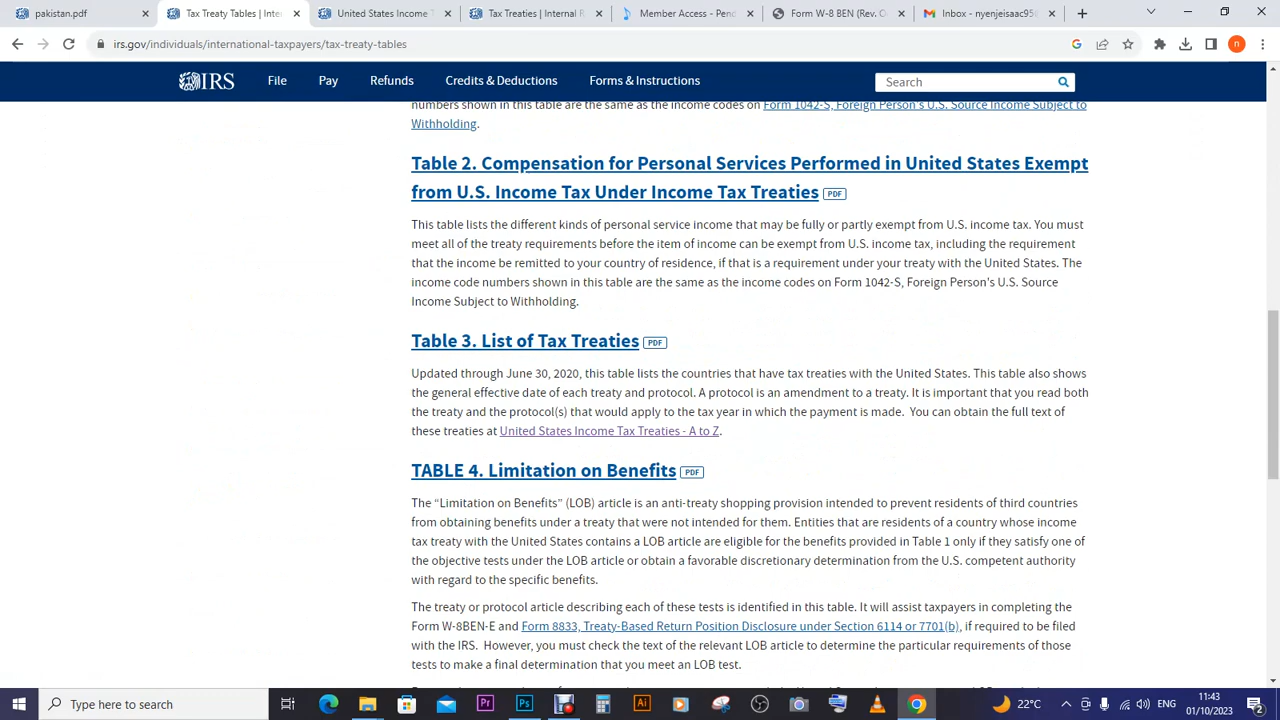 pakistan.pdf
Tax Treaty Tables | Inter
United States Income T
Tax Treaties | Internal R
Member Access - Pend
Form W-8 BEN (Rev. O
Inbox - nyenjeisaac95@
irs.gov/individuals/international-taxpayers/tax-treaty-tables
n
IRS File Pay Refunds Credits & Deductions Forms & Instructions Search
numbers shown in this table are the same as the income codes on Form 1042-S, Foreign Person's U.S. Source Income Subject to
Withholding.
Table 2. Compensation for Personal Services Performed in United States Exempt
from U.S. Income Tax Under Income Tax Treaties PDF
This table lists the different kinds of personal service income that may be fully or partly exempt from U.S. income tax. You must
meet all of the treaty requirements before the item of income can be exempt from U.S. income tax, including the requirement
that the income be remitted to your country of residence, if that is a requirement under your treaty with the United States. The
income code numbers shown in this table are the same as the income codes on Form 1042-S, Foreign Person's U.S. Source
Income Subject to Withholding.
Table 3. List of Tax Treaties PDF
Updated through June 30, 2020, this table lists the countries that have tax treaties with the United States. This table also shows
the general effective date of each treaty and protocol. A protocol is an amendment to a treaty. It is important that you read both
the treaty and the protocol(s) that would apply to the tax year in which the payment is made. You can obtain the full text of
these treaties at United States Income Tax Treaties - A to Z.
TABLE 4. Limitation on Benefits PDF
The “Limitation on Benefits” (LOB) article is an anti-treaty shopping provision intended to prevent residents of third countries
from obtaining benefits under a treaty that were not intended for them. Entities that are residents of a country whose income
tax treaty with the United States contains a LOB article are eligible for the benefits provided in Table 1 only if they satisfy one of
the objective tests under the LOB article or obtain a favorable discretionary determination from the U.S. competent authority
with regard to the specific benefits.
The treaty or protocol article describing each of these tests is identified in this table. It will assist taxpayers in completing the
Form W-8BEN-E and Form 8833, Treaty-Based Return Position Disclosure under Section 6114 or 7701(b), if required to be filed
with the IRS. However, you must check the text of the relevant LOB article to determine the particular requirements of those
tests to make a final determination that you meet an LOB test.
Type here to search
Pr
Ps
Ai
22°C
ENG
11:43
01/10/2023
2